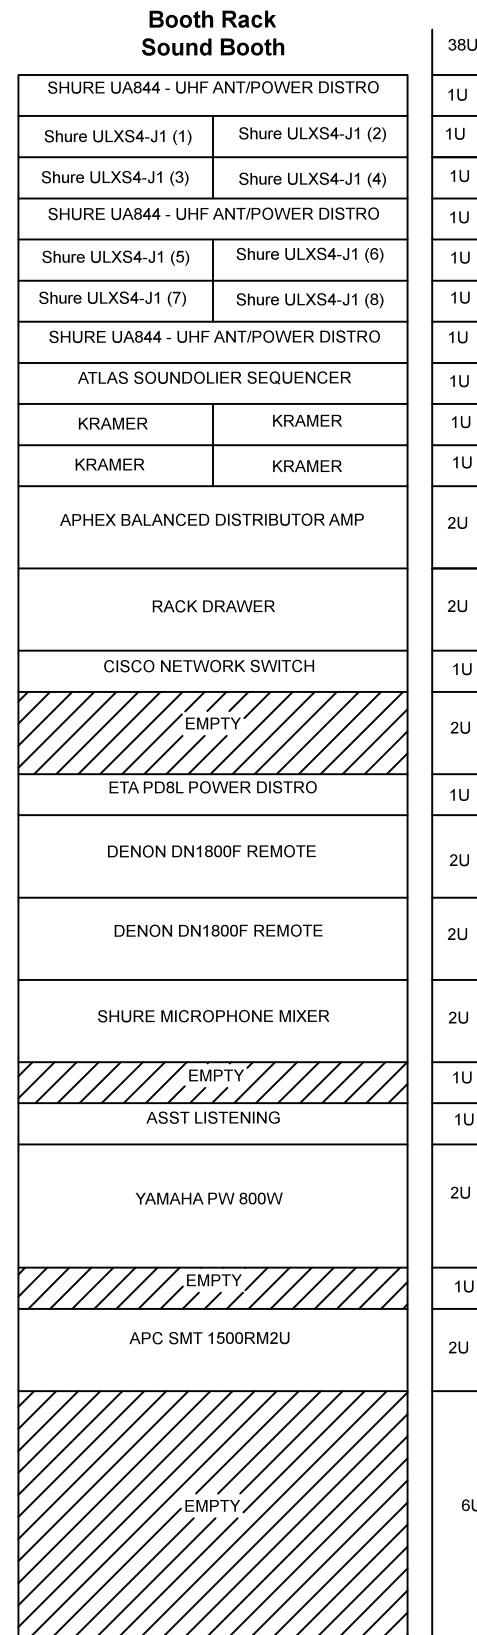 Booth Rack
Sound Booth
38U
SHURE UA844 - UHF ANT/POWER DISTRO
1U
Shure ULXS4-J1 (1) Shure ULXS4-J1 (2)
1U
Shure ULXS4-J1 (3) Shure ULXS4-J1 (4)
1U
SHURE UA844 - UHF ANT/POWER DISTRO
1U
Shure ULXS4-J1 (5) Shure ULXS4-J1 (6)
1U
Shure ULXS4-J1 (7) Shure ULXS4-J1 (8)
1U
SHURE UA844 - UHF ANT/POWER DISTRO
1U
ATLAS SOUNDOLIER SEQUENCER
1U
KRAMER KRAMER
1U
KRAMER KRAMER
1U
APHEX BALANCED DISTRIBUTOR AMP
2U
RACK DRAWER
2U
CISCO NETWORK SWITCH
1U
EMPTY
2U
ETA PD8L POWER DISTRO
1U
DENON DN1800F REMOTE
2U
DENON DN1800F REMOTE
2U
SHURE MICROPHONE MIXER
2U
EMPTY
1U
ASST LISTENING
1U
YAMAHA PW 800W
2U
EMPTY
1U
APC SMT 1500RM2U
2U
EMPTY
6U